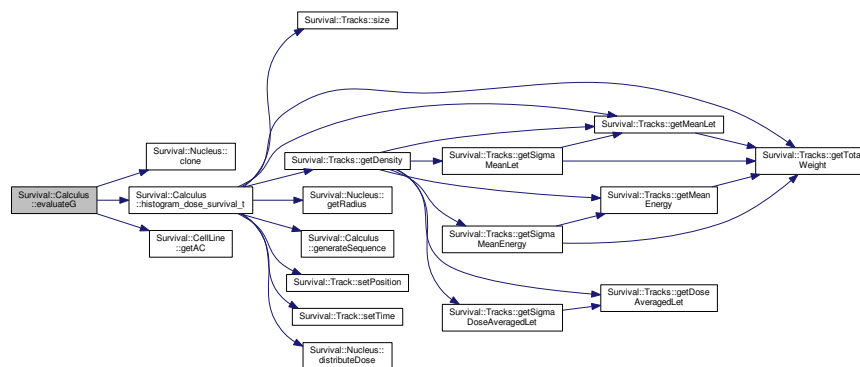 Survival::Tracks::size
Survival::Tracks::getMeanLet
Survival::Nucleus::
clone
Survival::Tracks::getDensity
Survival::Tracks::getSigma
MeanLet
Survival::Tracks::getTotal
Weight
Survival::Calculus
::evaluateG
Survival::Calculus
::histogram_dose_survival_t
Survival::Nucleus::
getRadius
Survival::Tracks::getMean
Energy
Survival::CellLine::
getAC
Survival::Calculus
::generateSequence
Survival::Tracks::getSigma
MeanEnergy
Survival::Track::setPosition
Survival::Tracks::getDose
AveragedLet
Survival::Track::setTime
Survival::Tracks::getSigma
DoseAveragedLet
Survival::Nucleus::
distributeDose